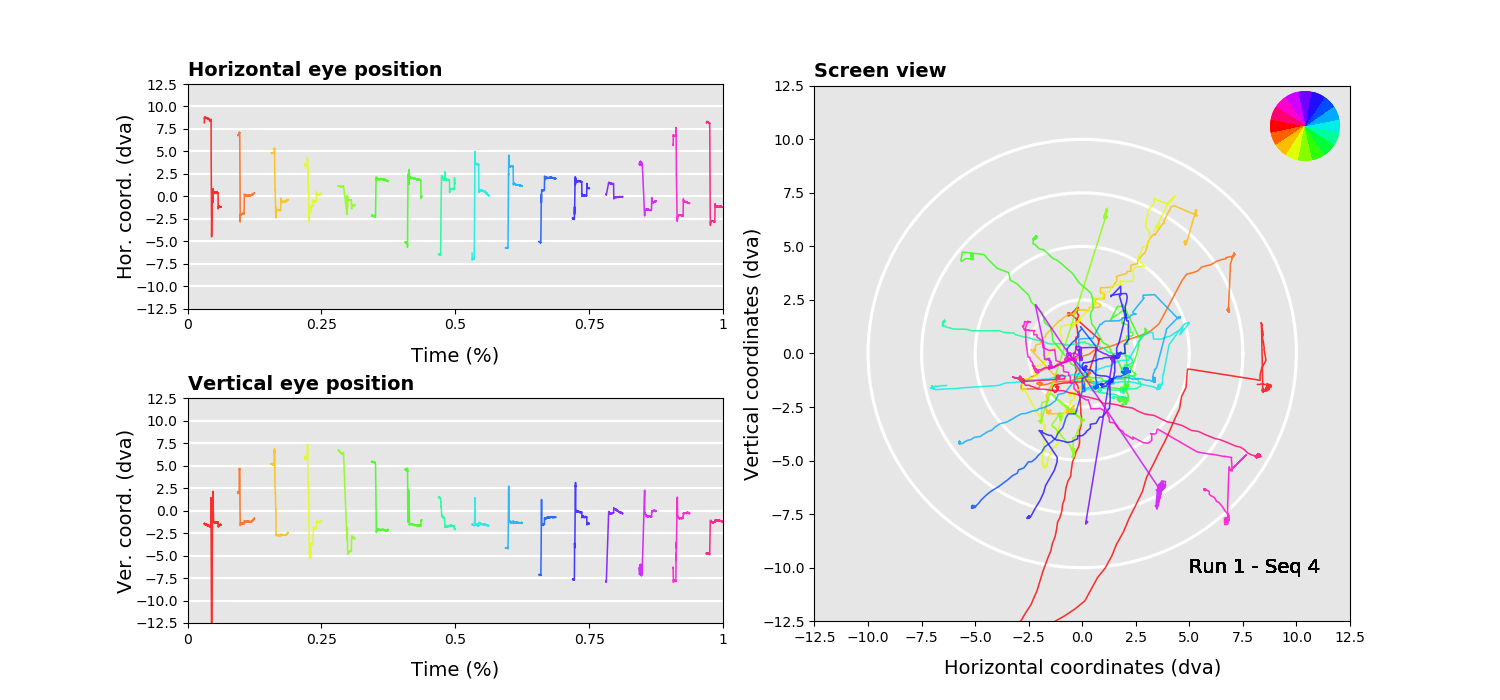 Horizontal eye position
Hor. coord. (dva)
12.5
10.0
7.5
5.0
2.5
0.0
−2.5
−5.0
−7.5
−10.0
−12.5
0 0.25 0.5 0.75 1
Time (%)
Vertical eye position
Ver. coord. (dva)
12.5
10.0
7.5
5.0
2.5
0.0
−2.5
−5.0
−7.5
−10.0
−12.5
0 0.25 0.5 0.75 1
Time (%)
Screen view
Vertical coordinates (dva)
12.5
10.0
7.5
5.0
2.5
0.0
−2.5
−5.0
−7.5
−10.0
−12.5
Run 1 - Seq 4
−12.5 −10.0 −7.5 −5.0 −2.5 0.0 2.5 5.0 7.5 10.0 12.5
Horizontal coordinates (dva)